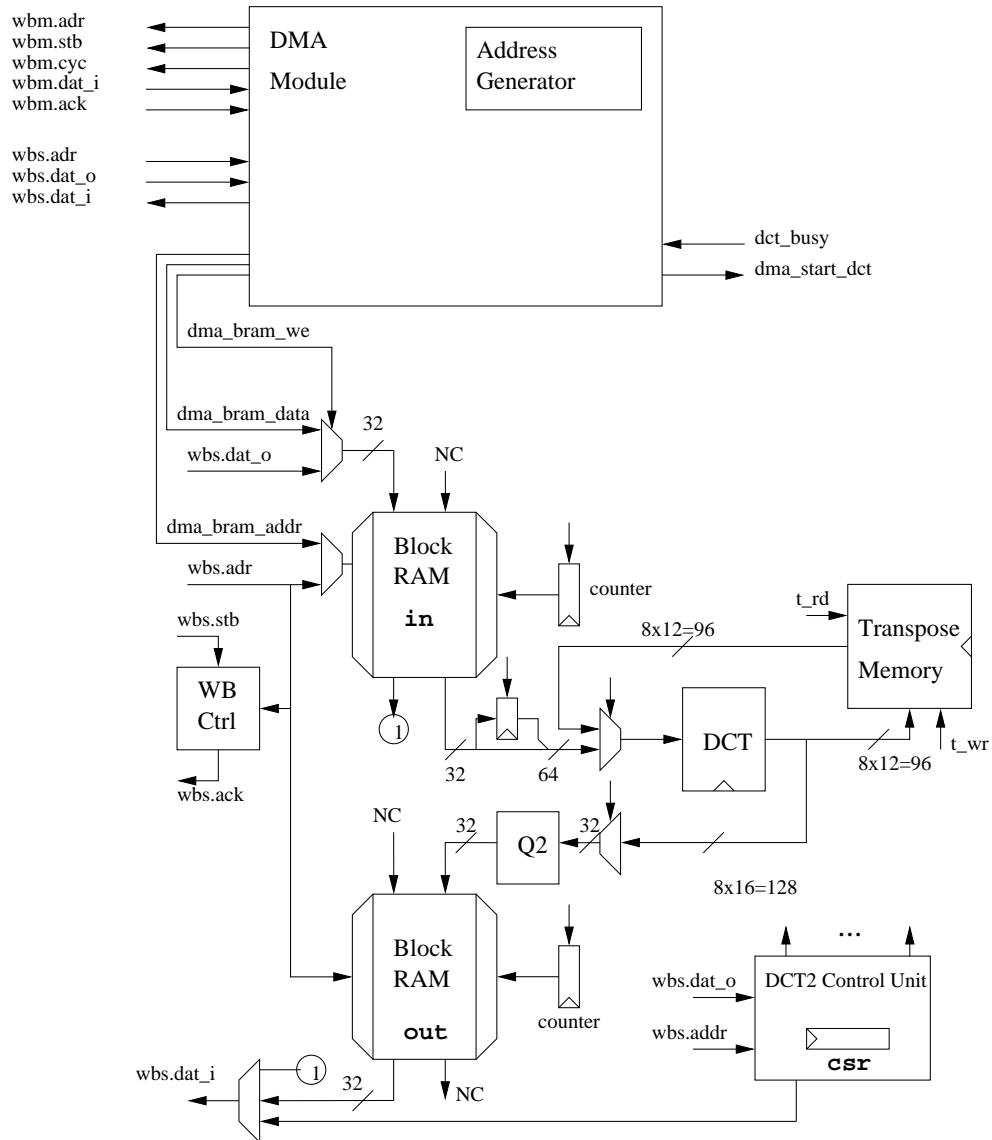 wbm.adr
wbm.stb
wbm.cyc
wbm.dat_i
wbm.ack
wbs.adr
wbs.dat_o
wbs.dat_i
DMA
Module
Address
Generator
dct_busy
dma_start_dct
dma_bram_we
dma_bram_data
32
wbs.dat_o
NC
dma_bram_addr
wbs.adr
Block
RAM
in
counter
wbs.stb
WB
Ctrl
wbs.ack
1
32
64
8x12=96
t_rd
Transpose
Memory
DCT
t_wr
8x12=96
NC
32
Q2
32
8x16=128
Block
RAM
out
counter
...
wbs.dat_o
DCT2 Control Unit
wbs.addr
csr
wbs.dat_i
1
32
NC